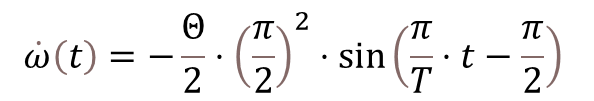 ω̇(t) = −Θ/2 · (π/2)² · sin(π/T · t − π/2)